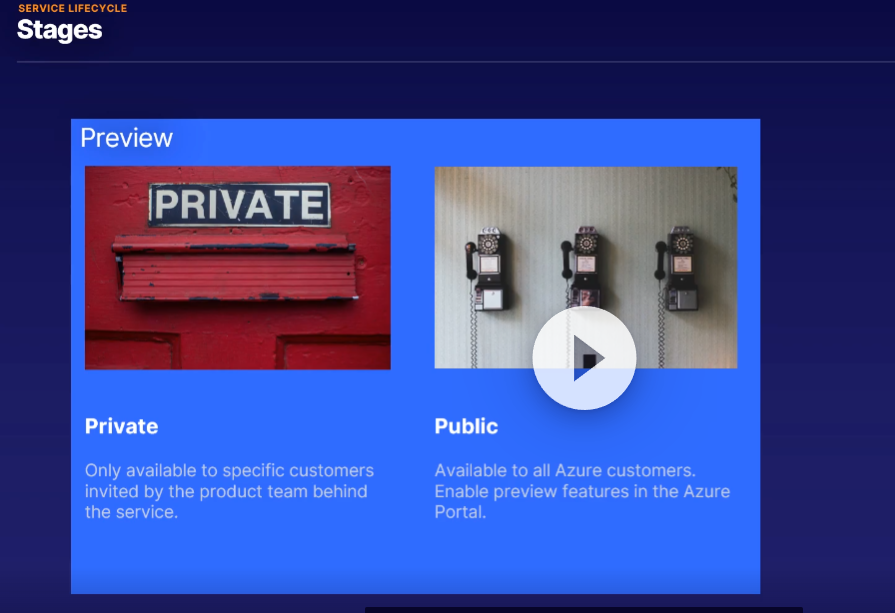 SERVICE LIFECYCLE
Stages
Preview
PRIVATE
Private
Only available to specific customers
invited by the product team behind
the service.
Public
Available to all Azure customers.
Enable preview features in the Azure
Portal.